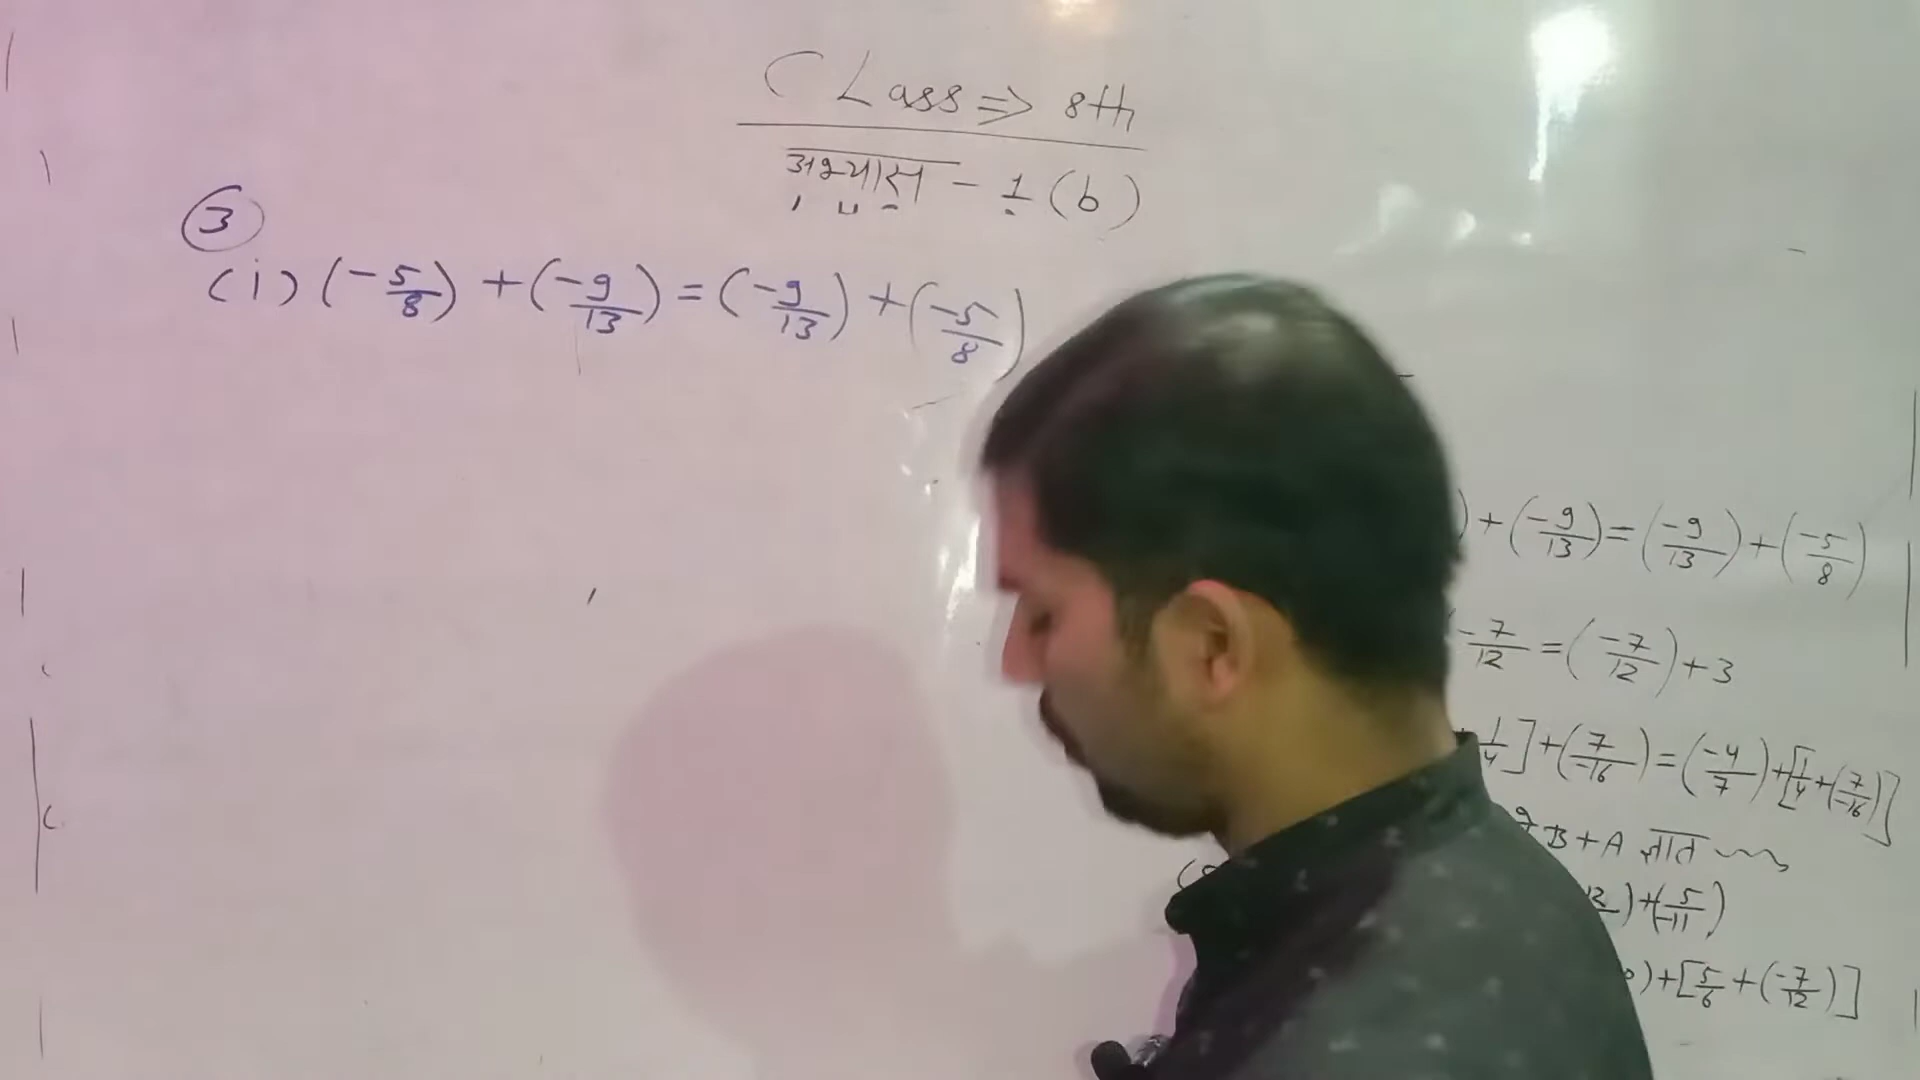 CLass => 8th
अभ्यास - 1 (b)
3
(i) (-5/8) + (-9/13) = (-9/13) + (-5/8)
) + (-9/13) = (-9/13) + (-5/8)
-7/12 = (-7/12) + 3
+ 1/4] + (7/-16) = (-4/7) + [1/4 + (7/-16)]
B + A ज्ञात
) + (5/-11)
) + [5/6 + (-7/12)]